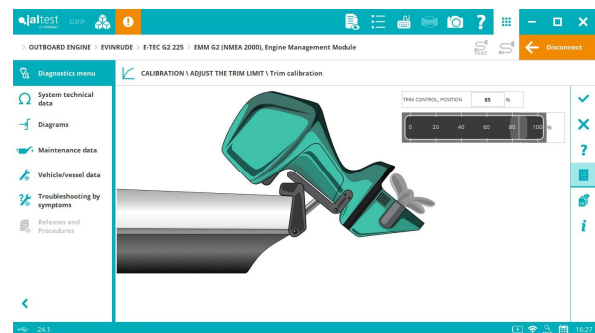 jaltest GRP
> OUTBOARD ENGINE > EVINRUDE > E-TEC G2 225 > EMM G2 (NMEA 2000), Engine Management Module
TEST
Disconnect
Diagnostics menu
CALIBRATION \ ADJUST THE TRIM LIMIT \ Trim calibration
System technical
data
Diagrams
Maintenance data
Vehicle/vessel data
Troubleshooting by
symptoms
Releases and
Procedures
TRIM CONTROL, POSITION 85 %
0 20 40 60 80 100 %
24.1
16:27